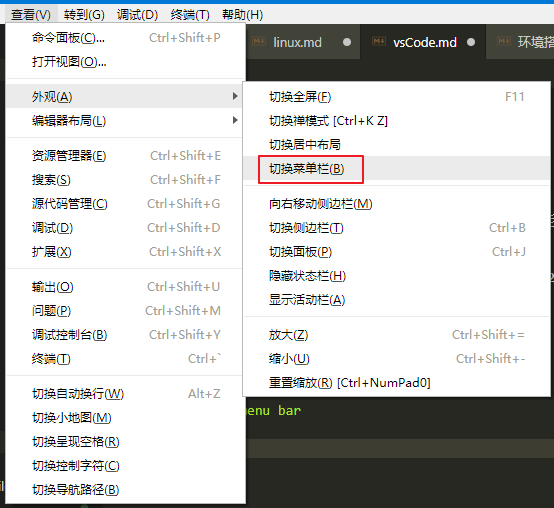 查看(V) 转到(G) 调试(D) 终端(T) 帮助(H)
linux.md vsCode.md 环境搭
命令面板(C)... Ctrl+Shift+P
打开视图(O)...
外观(A)
编辑器布局(L)
资源管理器(E) Ctrl+Shift+E
搜索(S) Ctrl+Shift+F
源代码管理(C) Ctrl+Shift+G
调试(D) Ctrl+Shift+D
扩展(X) Ctrl+Shift+X
输出(O) Ctrl+Shift+U
问题(P) Ctrl+Shift+M
调试控制台(B) Ctrl+Shift+Y
终端(T) Ctrl+`
切换自动换行(W) Alt+Z
切换小地图(M)
切换呈现空格(R)
切换控制字符(C)
切换导航路径(B)
切换全屏(F) F11
切换禅模式 [Ctrl+K Z]
切换居中布局
切换菜单栏(B)
向右移动侧边栏(M)
切换侧边栏(T) Ctrl+B
切换面板(P) Ctrl+J
隐藏状态栏(H)
显示活动栏(A)
放大(Z) Ctrl+Shift+=
缩小(U) Ctrl+Shift+-
重置缩放(R) [Ctrl+NumPad0]
enu bar